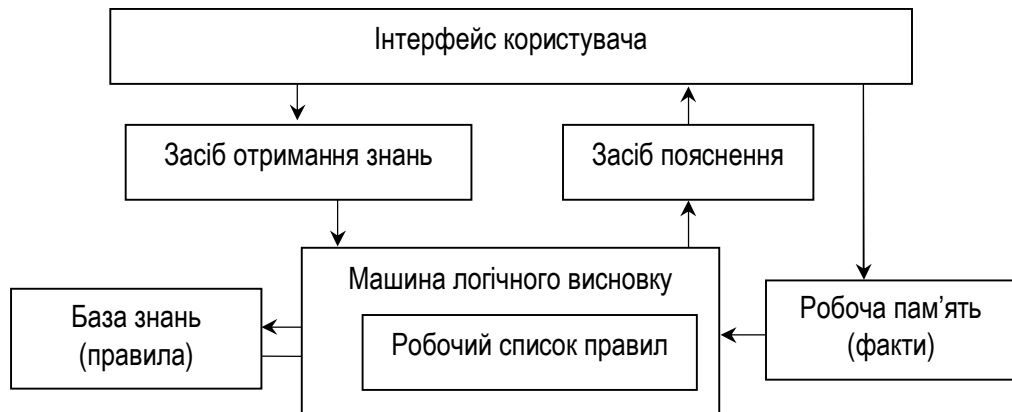 Інтерфейс користувача
Засіб отримання знань
Засіб пояснення
Машина логічного висновку
База знань
(правила)
Робочий список правил
Робоча пам’ять
(факти)